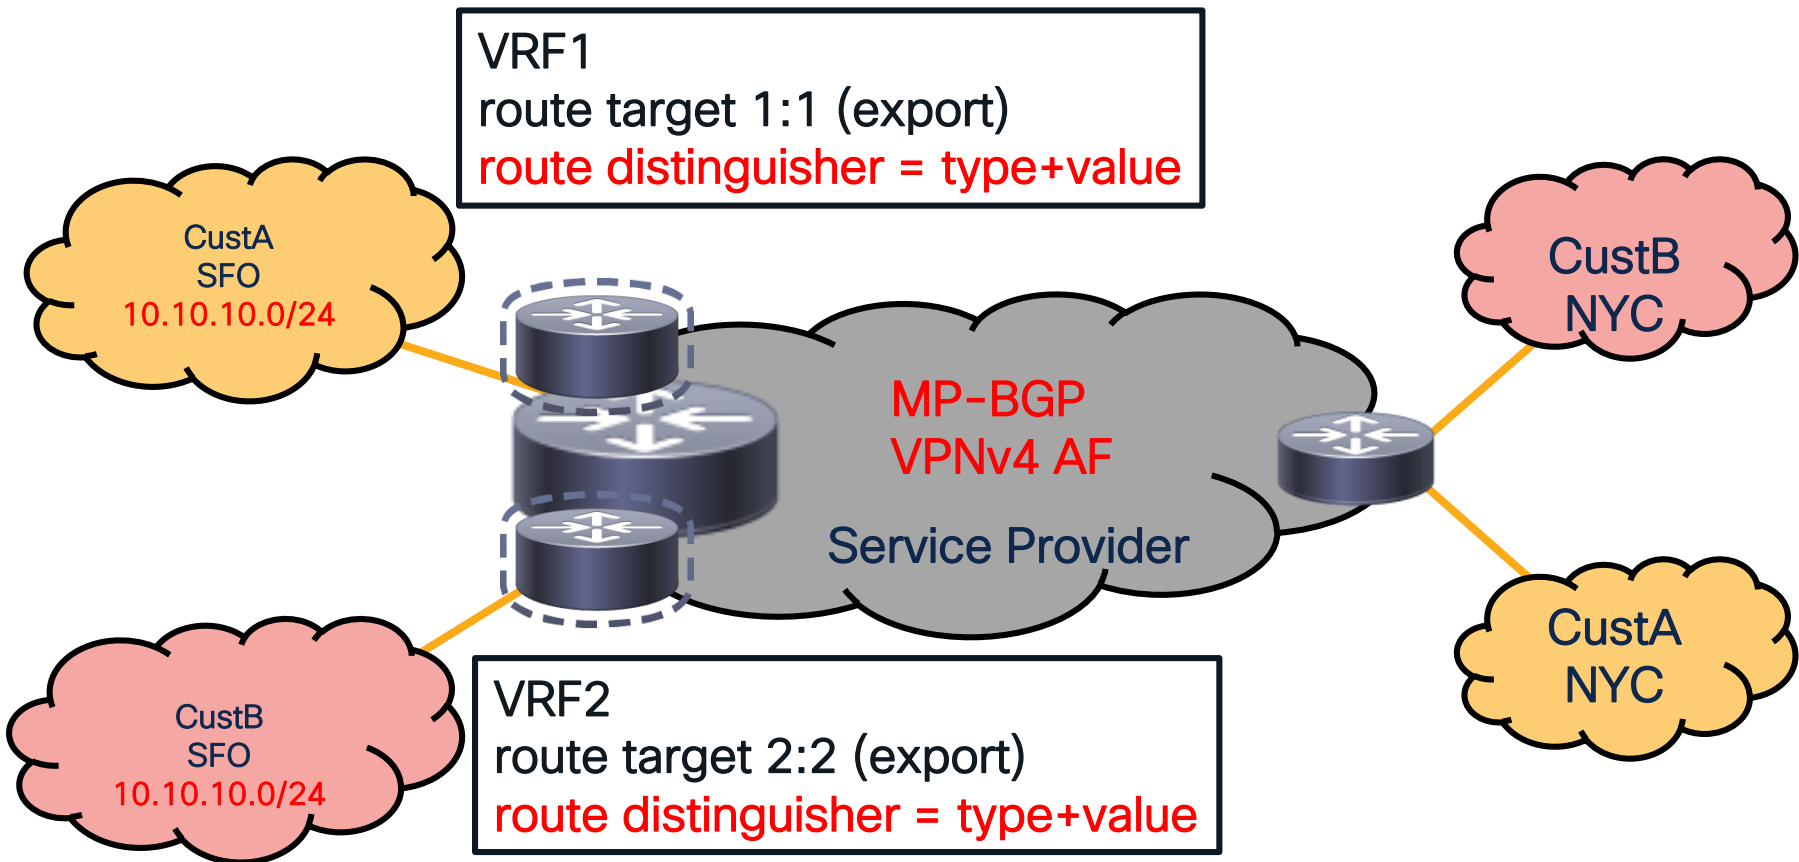 VRF1
route target 1:1 (export)
route distinguisher = type+value
CustA
SFO
10.10.10.0/24
CustB
NYC
MP-BGP
VPNv4 AF
Service Provider
CustA
NYC
CustB
SFO
10.10.10.0/24
VRF2
route target 2:2 (export)
route distinguisher = type+value